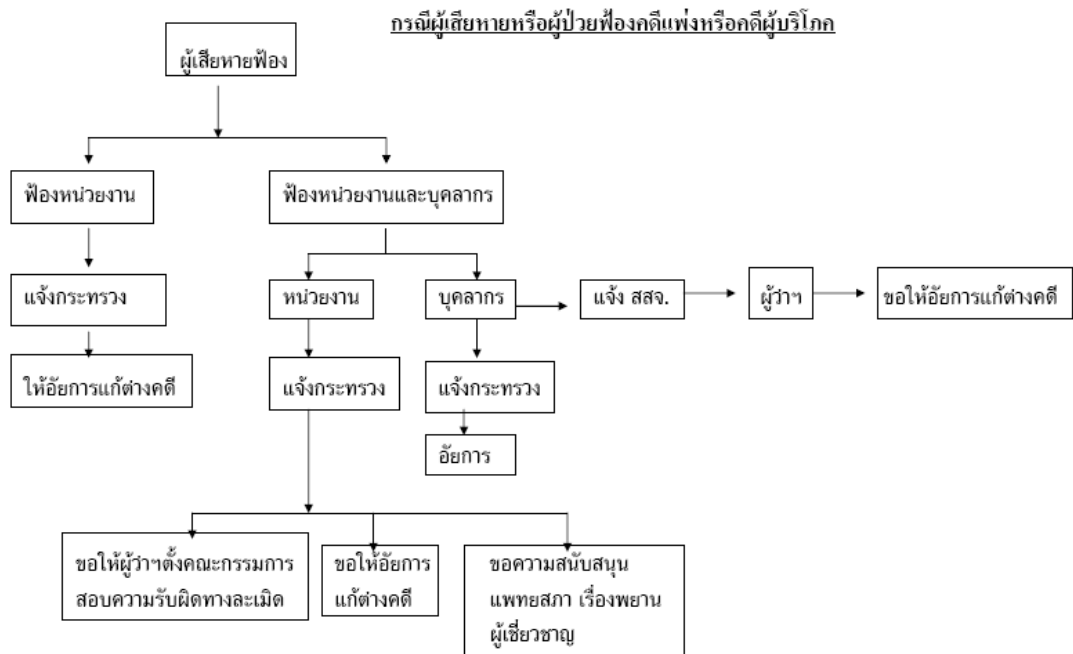 กรณีผู้เสียหายหรือผู้ป่วยฟ้องคดีแพ่งหรือคดีผู้บริโภค
ผู้เสียหายฟ้อง
ฟ้องหน่วยงาน
ฟ้องหน่วยงานและบุคลากร
แจ้งกระทรวง
หน่วยงาน
บุคลากร
แจ้ง สสจ.
ผู้ว่าฯ
ขอให้อัยการแก้ต่างคดี
ให้อัยการแก้ต่างคดี
แจ้งกระทรวง
แจ้งกระทรวง
อัยการ
ขอให้ผู้ว่าฯตั้งคณะกรรมการ
สอบความรับผิดทางละเมิด
ขอให้อัยการ
แก้ต่างคดี
ขอความสนับสนุน
แพทยสภา เรื่องพยาน
ผู้เชี่ยวชาญ